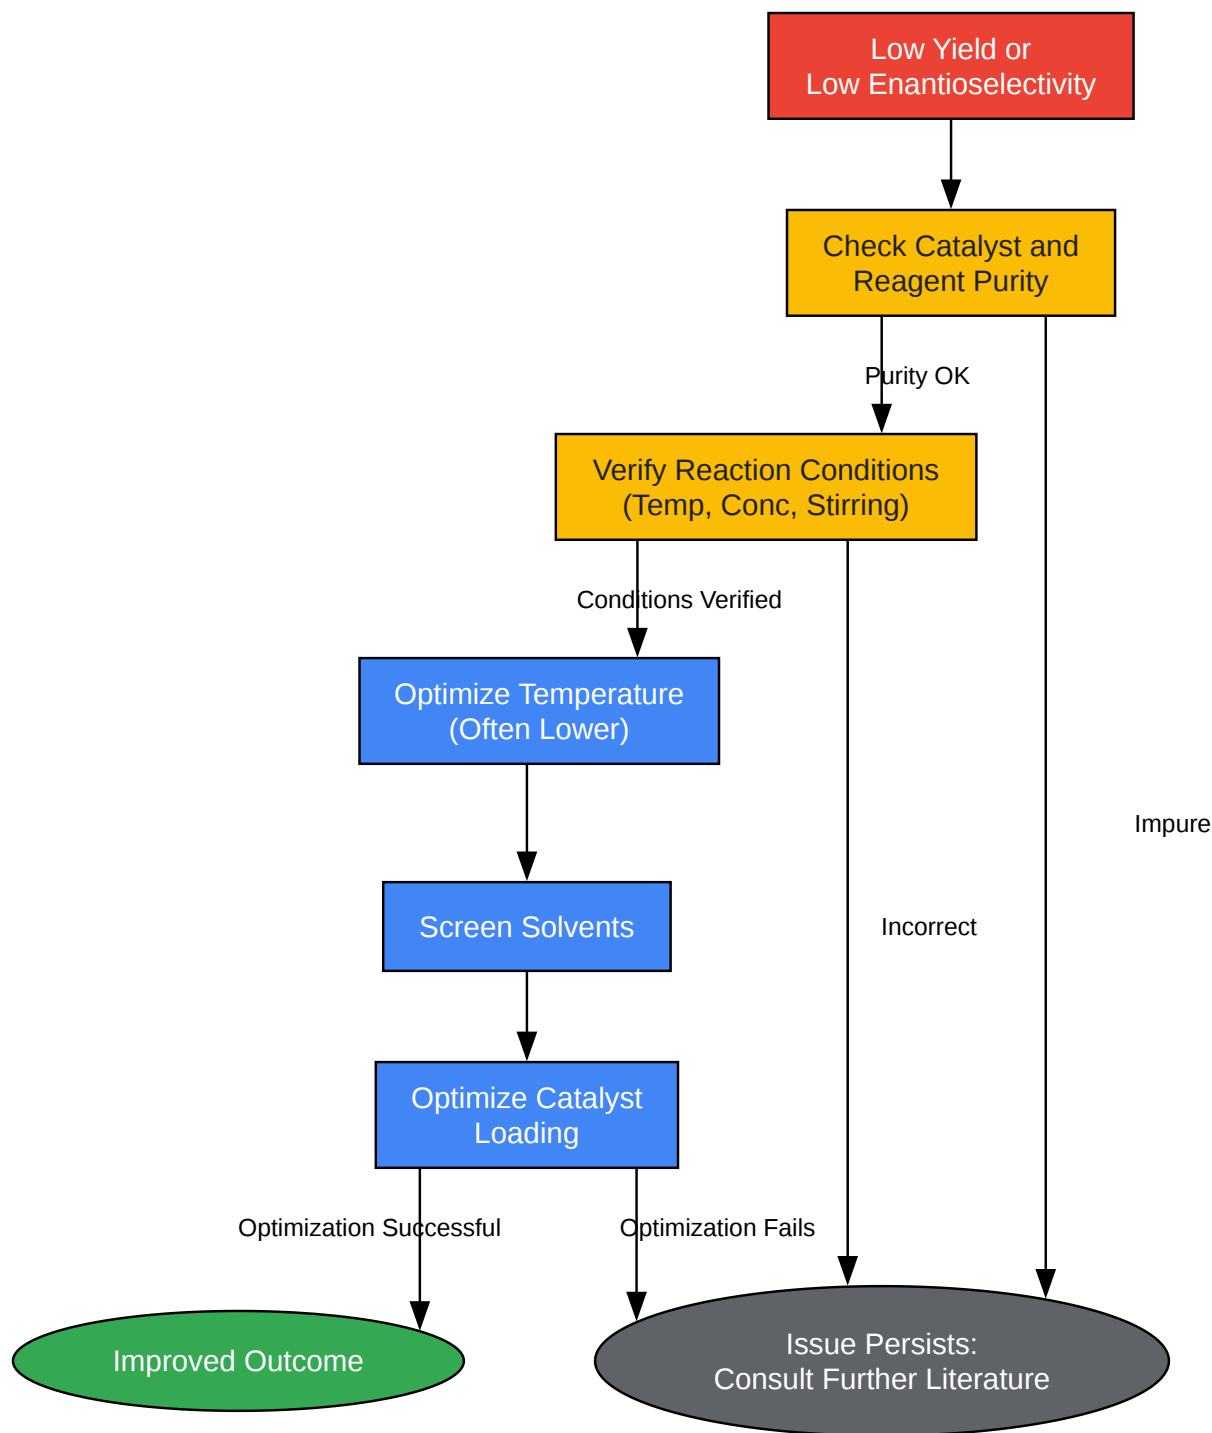 Low Yield or
Low Enantioselectivity
Check Catalyst and
Reagent Purity
Purity OK
Verify Reaction Conditions
(Temp, Conc, Stirring)
Conditions Verified
Optimize Temperature
(Often Lower)
Impure
Screen Solvents
Incorrect
Optimize Catalyst
Loading
Optimization Successful
Optimization Fails
Improved Outcome
Issue Persists:
Consult Further Literature